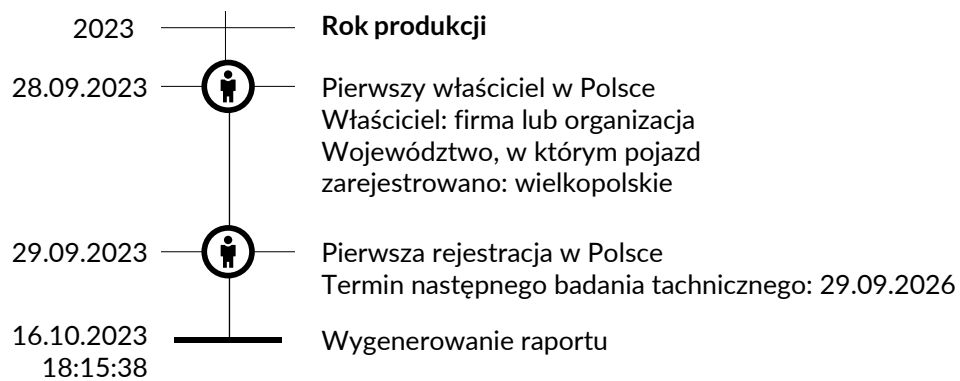 2023
Rok produkcji
28.09.2023
Pierwszy właściciel w Polsce
Właściciel: firma lub organizacja
Województwo, w którym pojazd
zarejestrowano: wielkopolskie
29.09.2023
Pierwsza rejestracja w Polsce
Termin następnego badania tachnicznego: 29.09.2026
16.10.2023
18:15:38
Wygenerowanie raportu